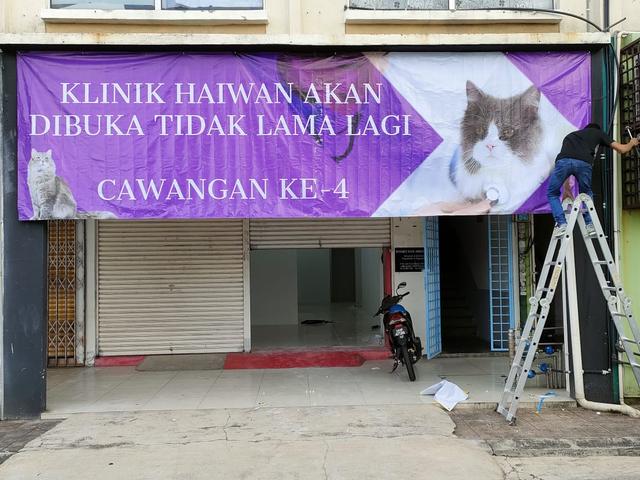 KLINIK HAIWAN AKAN
DIBUKA TIDAK LAMA LAGI
CAWANGAN KE-4